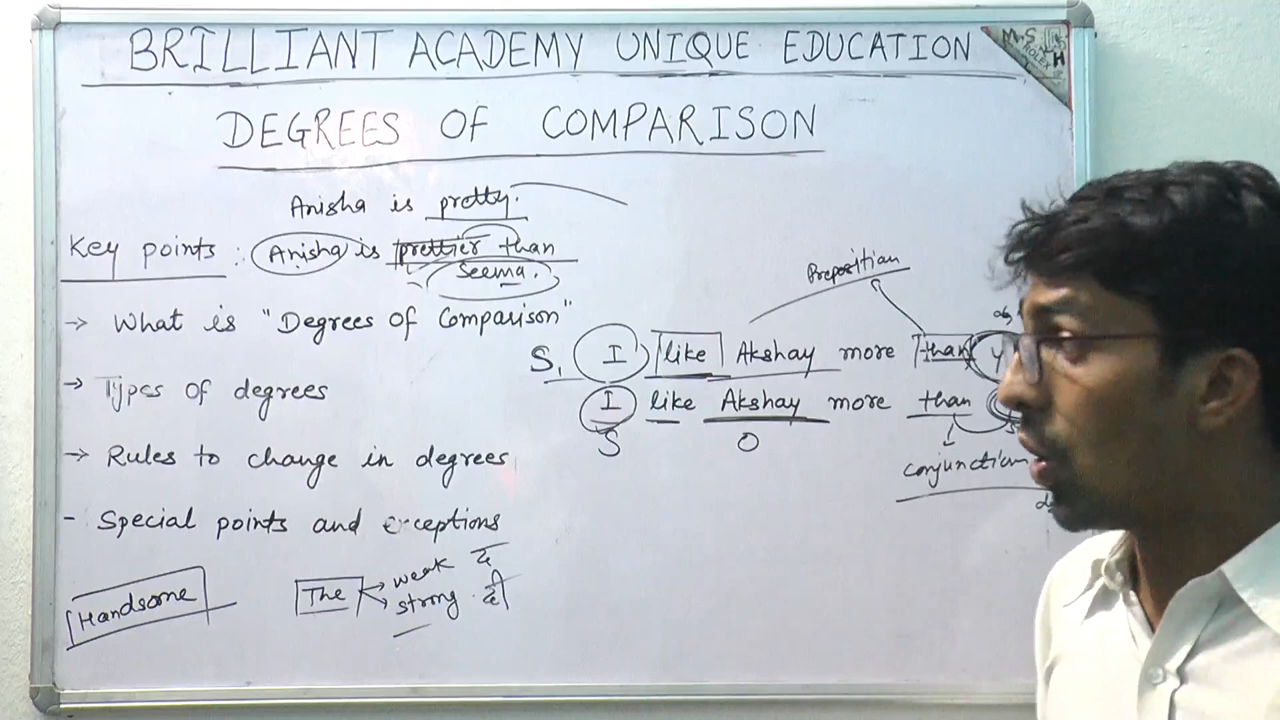 BRILLIANT ACADEMY UNIQUE EDUCATION
DEGREES OF COMPARISON
Anisha is pretty.
Key points : Anisha is prettier than
Seema.
→ What is "Degrees of Comparison"
→ Types of degrees
→ Rules to change in degrees
- Special points and exceptions
Handsome
The
weak द
strong दी
Preposition
S, I like Akshay more than
I like Akshay more than
S O
conjunction